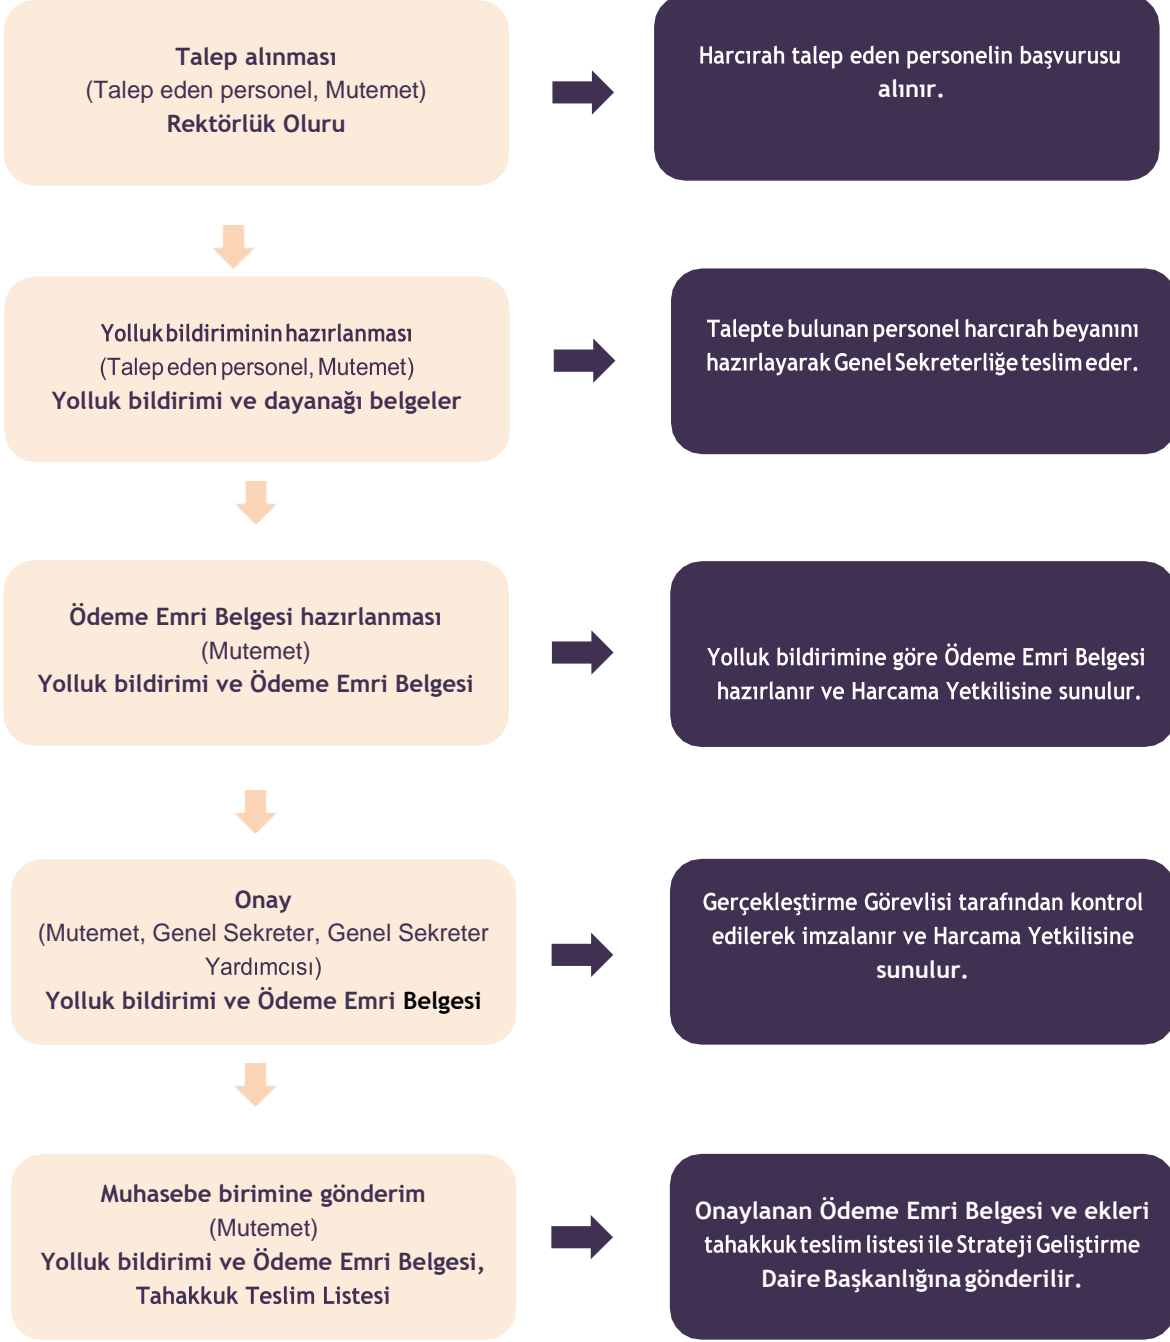 Talep alınması
(Talep eden personel, Mutemet)
Rektörlük Oluru
Harcırah talep eden personelin başvurusu
alınır.
Yolluk bildiriminin hazırlanması
(Talep eden personel, Mutemet)
Yolluk bildirimi ve dayanağı belgeler
Talepte bulunan personel harcırah beyanını
hazırlayarak Genel Sekreterliğe teslim eder.
Ödeme Emri Belgesi hazırlanması
(Mutemet)
Yolluk bildirimi ve Ödeme Emri Belgesi
Yolluk bildirimine göre Ödeme Emri Belgesi
hazırlanır ve Harcama Yetkilisine sunulur.
Onay
(Mutemet, Genel Sekreter, Genel Sekreter
Yardımcısı)
Yolluk bildirimi ve Ödeme Emri Belgesi
Gerçekleştirme Görevlisi tarafından kontrol
edilerek imzalanır ve Harcama Yetkilisine
sunulur.
Muhasebe birimine gönderim
(Mutemet)
Yolluk bildirimi ve Ödeme Emri Belgesi,
Tahakkuk Teslim Listesi
Onaylanan Ödeme Emri Belgesi ve ekleri
tahakkuk teslim listesi ile Strateji Geliştirme
Daire Başkanlığına gönderilir.